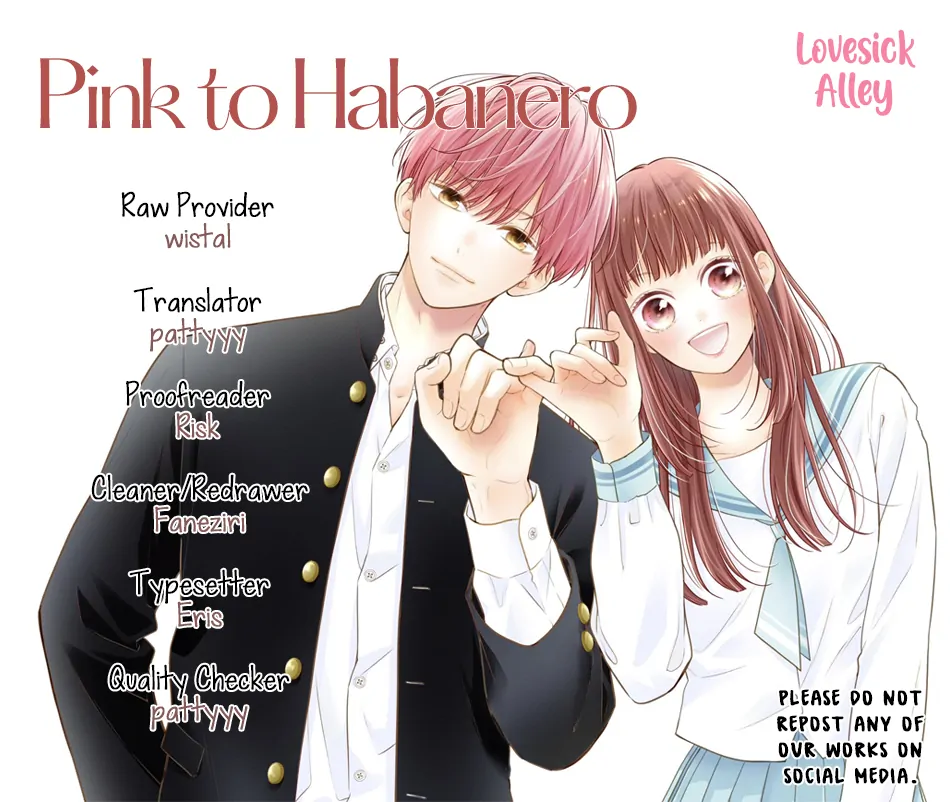 Pink to Habanero
Lovesick
Alley
Raw Provider
wistal
Translator
pattyyy
Proofreader
Risk
Cleaner/Redrawer
Faneziri
Typesetter
Eris
Quality Checker
pattyyy
PLEASE DO NOT
REPOST ANY OF
OUR WORKS ON
SOCIAL MEDIA.